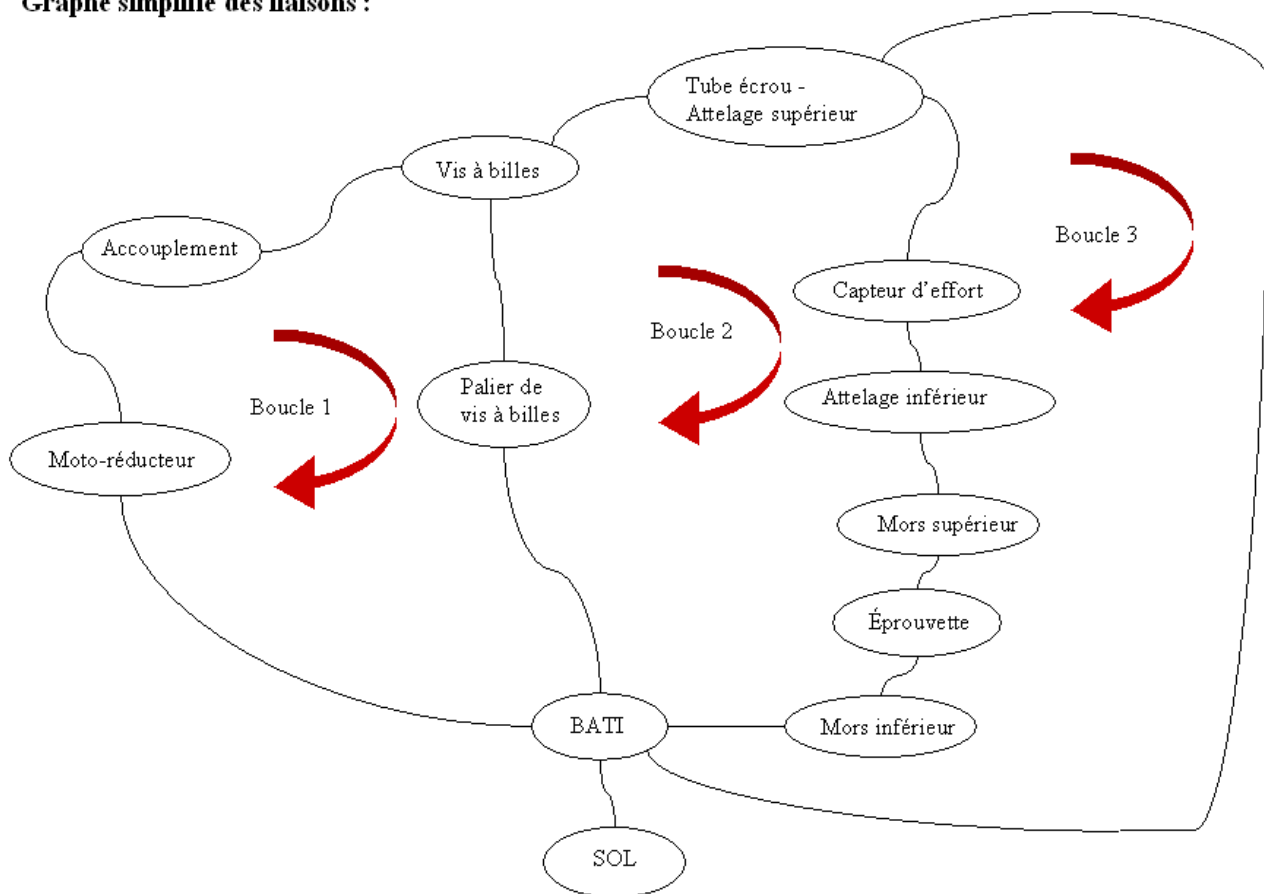 Graphe simplifié des liaisons :
Tube écrou -
Attelage supérieur
Vis à billes
Accouplement
Boucle 3
Capteur d'effort
Boucle 2
Palier de
vis à billes
Attelage inférieur
Boucle 1
Moto-réducteur
Mors supérieur
Éprouvette
BATI
Mors inférieur
SOL